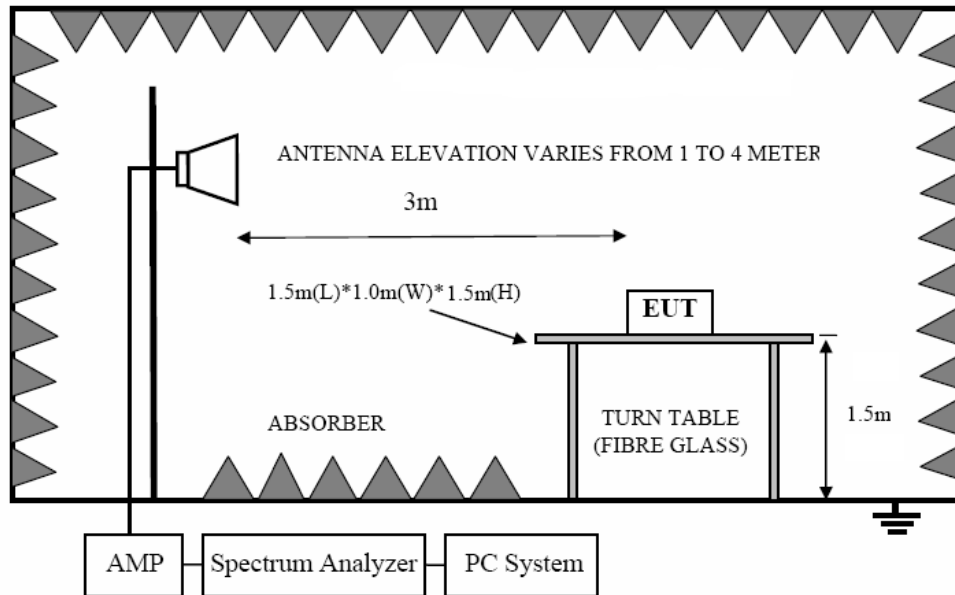 ANTENNA ELEVATION VARIES FROM 1 TO 4 METER
3m
1.5m(L)*1.0m(W)*1.5m(H)
EUT
ABSORBER
TURN TABLE
(FIBRE GLASS)
1.5m
AMP
Spectrum Analyzer
PC System